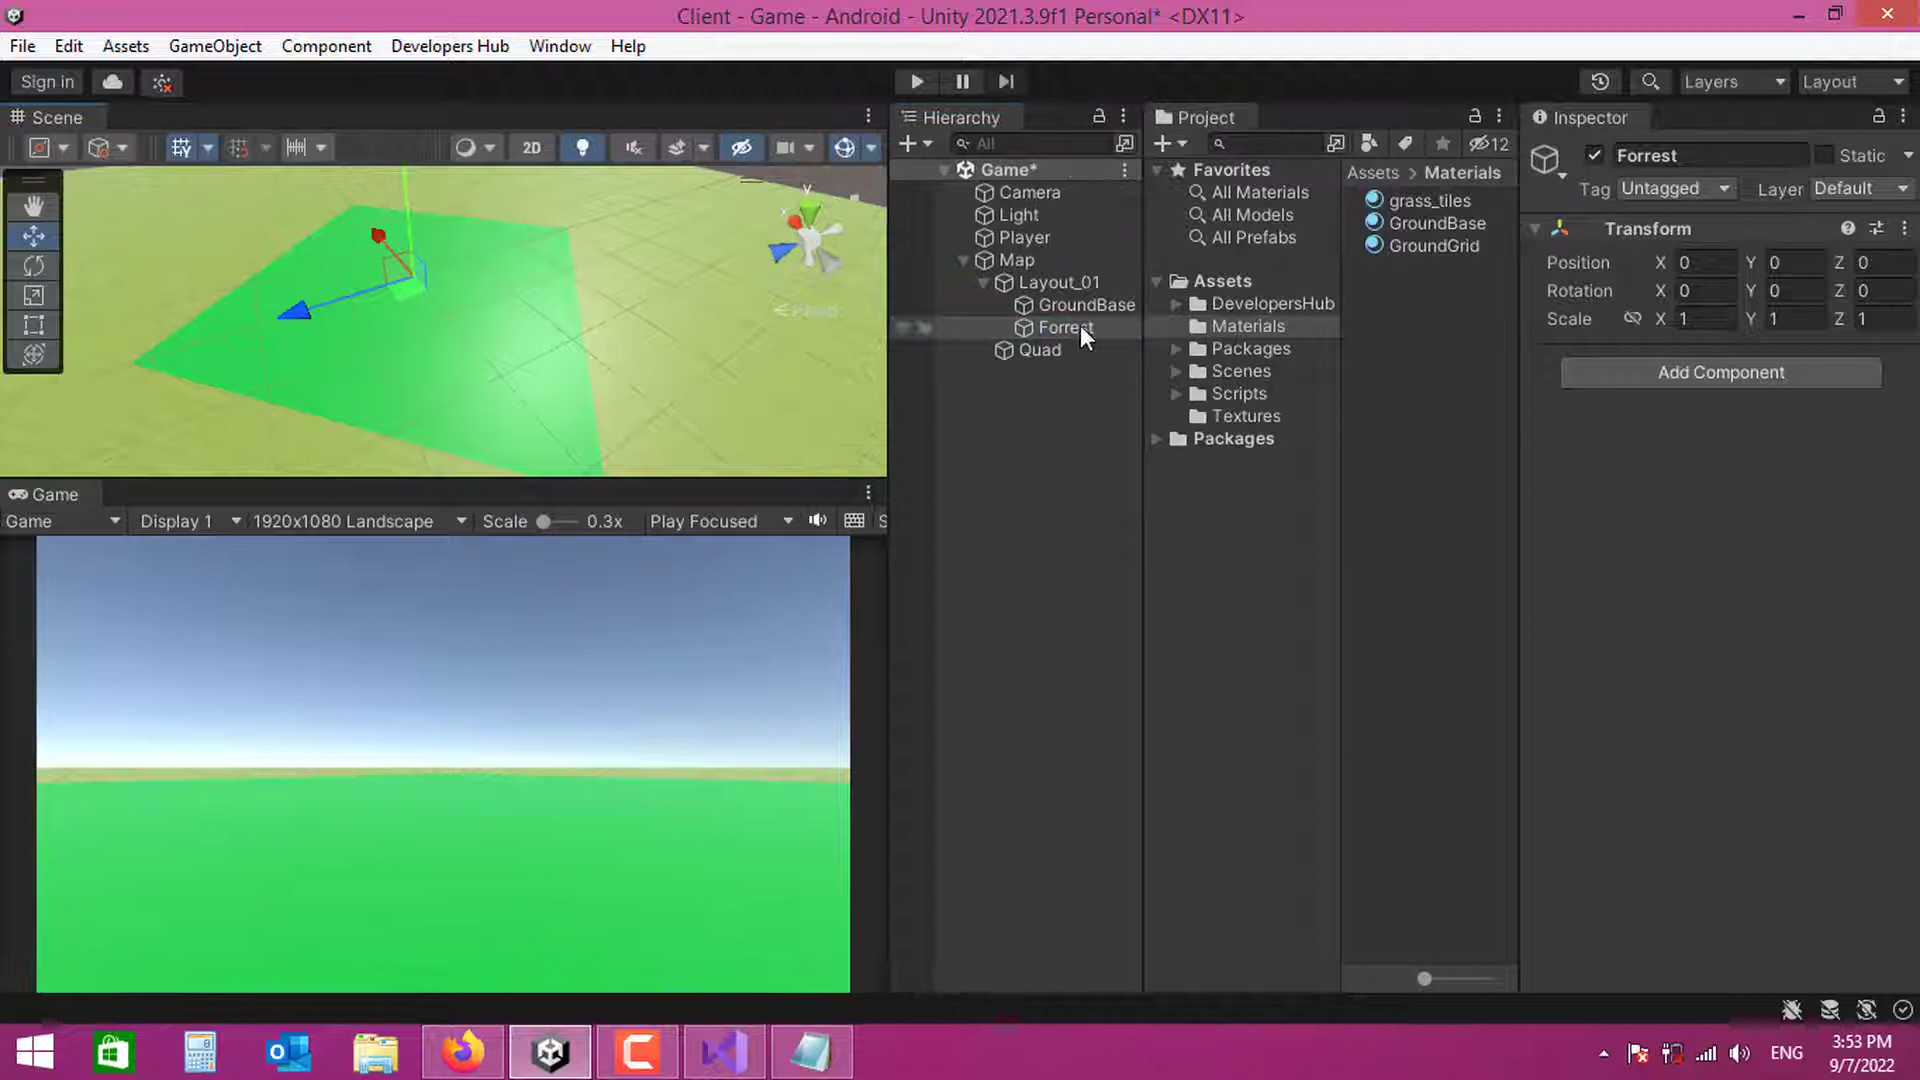 Client - Game - Android - Unity 2021.3.9f1 Personal* <DX11>
File Edit Assets GameObject Component Developers Hub Window Help
Sign in
Layers Layout
Scene
2D
Game
Game Display 1 1920x1080 Landscape Scale 0.3x Play Focused S
Hierarchy
All
Game*
Camera
Light
Player
Map
Layout_01
GroundBase
Forrest
Quad
Project
12
Favorites
All Materials
All Models
All Prefabs
Assets
DevelopersHub
Materials
Packages
Scenes
Scripts
Textures
Packages
Assets > Materials
grass_tiles
GroundBase
GroundGrid
Inspector
Forrest Static
Tag Untagged Layer Default
Transform
Position X 0 Y 0 Z 0
Rotation X 0 Y 0 Z 0
Scale X 1 Y 1 Z 1
Add Component
ENG
3:53 PM
9/7/2022